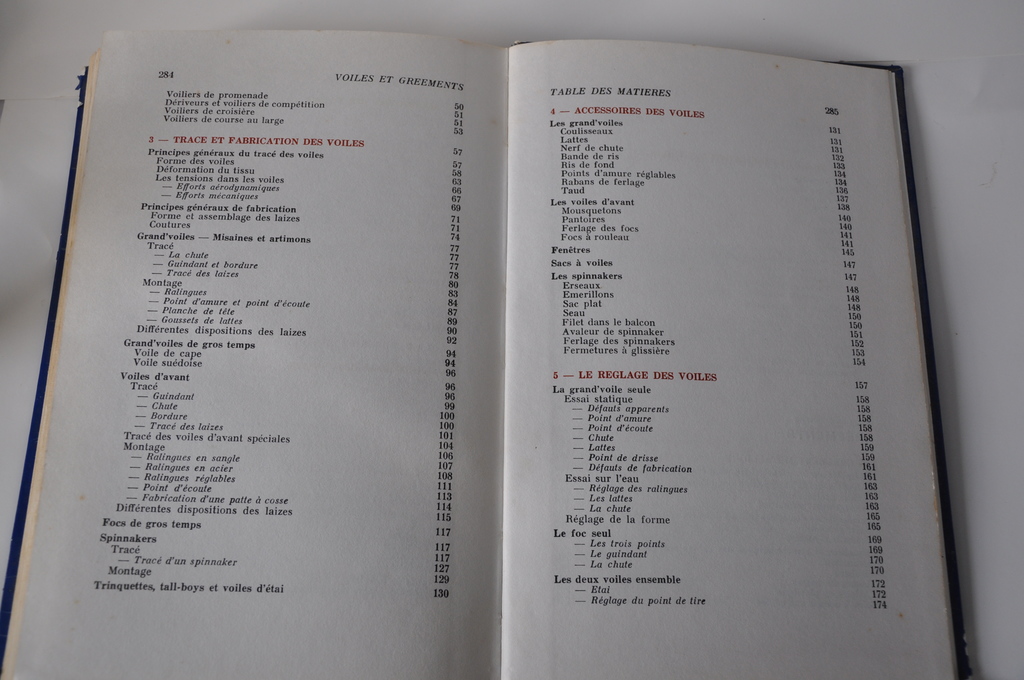 284 VOILES ET GREEMENTS
Voiliers de promenade 50
Dériveurs et voiliers de compétition 51
Voiliers de croisière 51
Voiliers de course au large 53
3 — TRACE ET FABRICATION DES VOILES 57
Principes généraux du tracé des voiles 57
Forme des voiles 58
Déformation du tissu 63
Les tensions dans les voiles 66
— Efforts aérodynamiques 67
— Efforts mécaniques 69
Principes généraux de fabrication 71
Forme et assemblage des laizes 71
Coutures 74
Grand'voiles — Misaines et artimons 77
Tracé 77
— La chute 77
— Guindant et bordure 78
— Tracé des laizes 80
Montage 83
— Ralingues 84
— Point d'amure et point d'écoute 87
— Planche de tête 89
— Goussets de lattes 90
Différentes dispositions des laizes 92
Grand'voiles de gros temps 94
Voile de cape 94
Voile suédoise 96
Voiles d'avant 96
Tracé 96
— Guindant 99
— Chute 100
— Bordure 100
— Tracé des laizes 101
Tracé des voiles d'avant spéciales 104
Montage 106
— Ralingues en sangle 107
— Ralingues en acier 108
— Ralingues réglables 111
— Point d'écoute 113
— Fabrication d'une patte à cosse 114
Différentes dispositions des laizes 115
Focs de gros temps 117
Spinnakers 117
Tracé 117
— Tracé d'un spinnaker 127
Montage 129
Trinquettes, tall-boys et voiles d'étai 130
TABLE DES MATIERES 285
4 — ACCESSOIRES DES VOILES 131
Les grand'voiles 131
Coulisseaux 131
Lattes 132
Nerf de chute 133
Bande de ris 134
Ris de fond 134
Points d'amure réglables 136
Rabans de ferlage 137
Taud 138
Les voiles d'avant 140
Mousquetons 140
Pantoires 141
Ferlage des focs 141
Focs à rouleau 145
Fenêtres 147
Sacs à voiles 147
Les spinnakers 148
Erseaux 148
Emerillons 148
Sac plat 150
Seau 150
Filet dans le balcon 151
Avaleur de spinnaker 152
Ferlage des spinnakers 153
Fermetures à glissière 154
5 — LE REGLAGE DES VOILES 157
La grand'voile seule 158
Essai statique 158
— Défauts apparents 158
— Point d'amure 158
— Point d'écoute 158
— Chute 159
— Lattes 159
— Point de drisse 161
— Défauts de fabrication 161
Essai sur l'eau 163
— Réglage des ralingues 163
— Les lattes 163
— La chute 165
Réglage de la forme 165
Le foc seul 169
— Les trois points 169
— Le guindant 170
— La chute 170
Les deux voiles ensemble 172
— Etai 172
— Réglage du point de tire 174